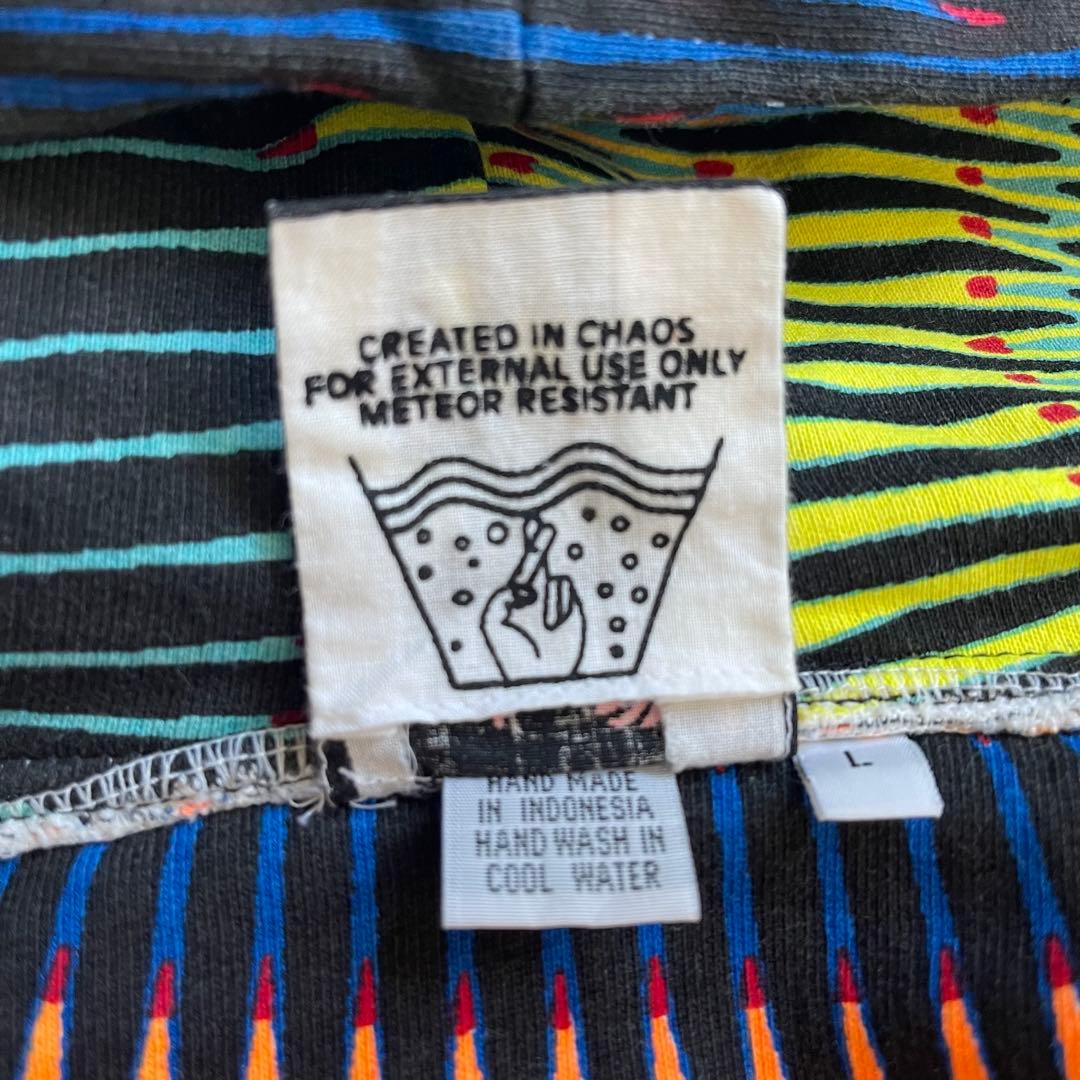 CREATED IN CHAOS
FOR EXTERNAL USE ONLY
METEOR RESISTANT
L
HAND MADE
IN INDONESIA
HAND WASH IN
COOL WATER